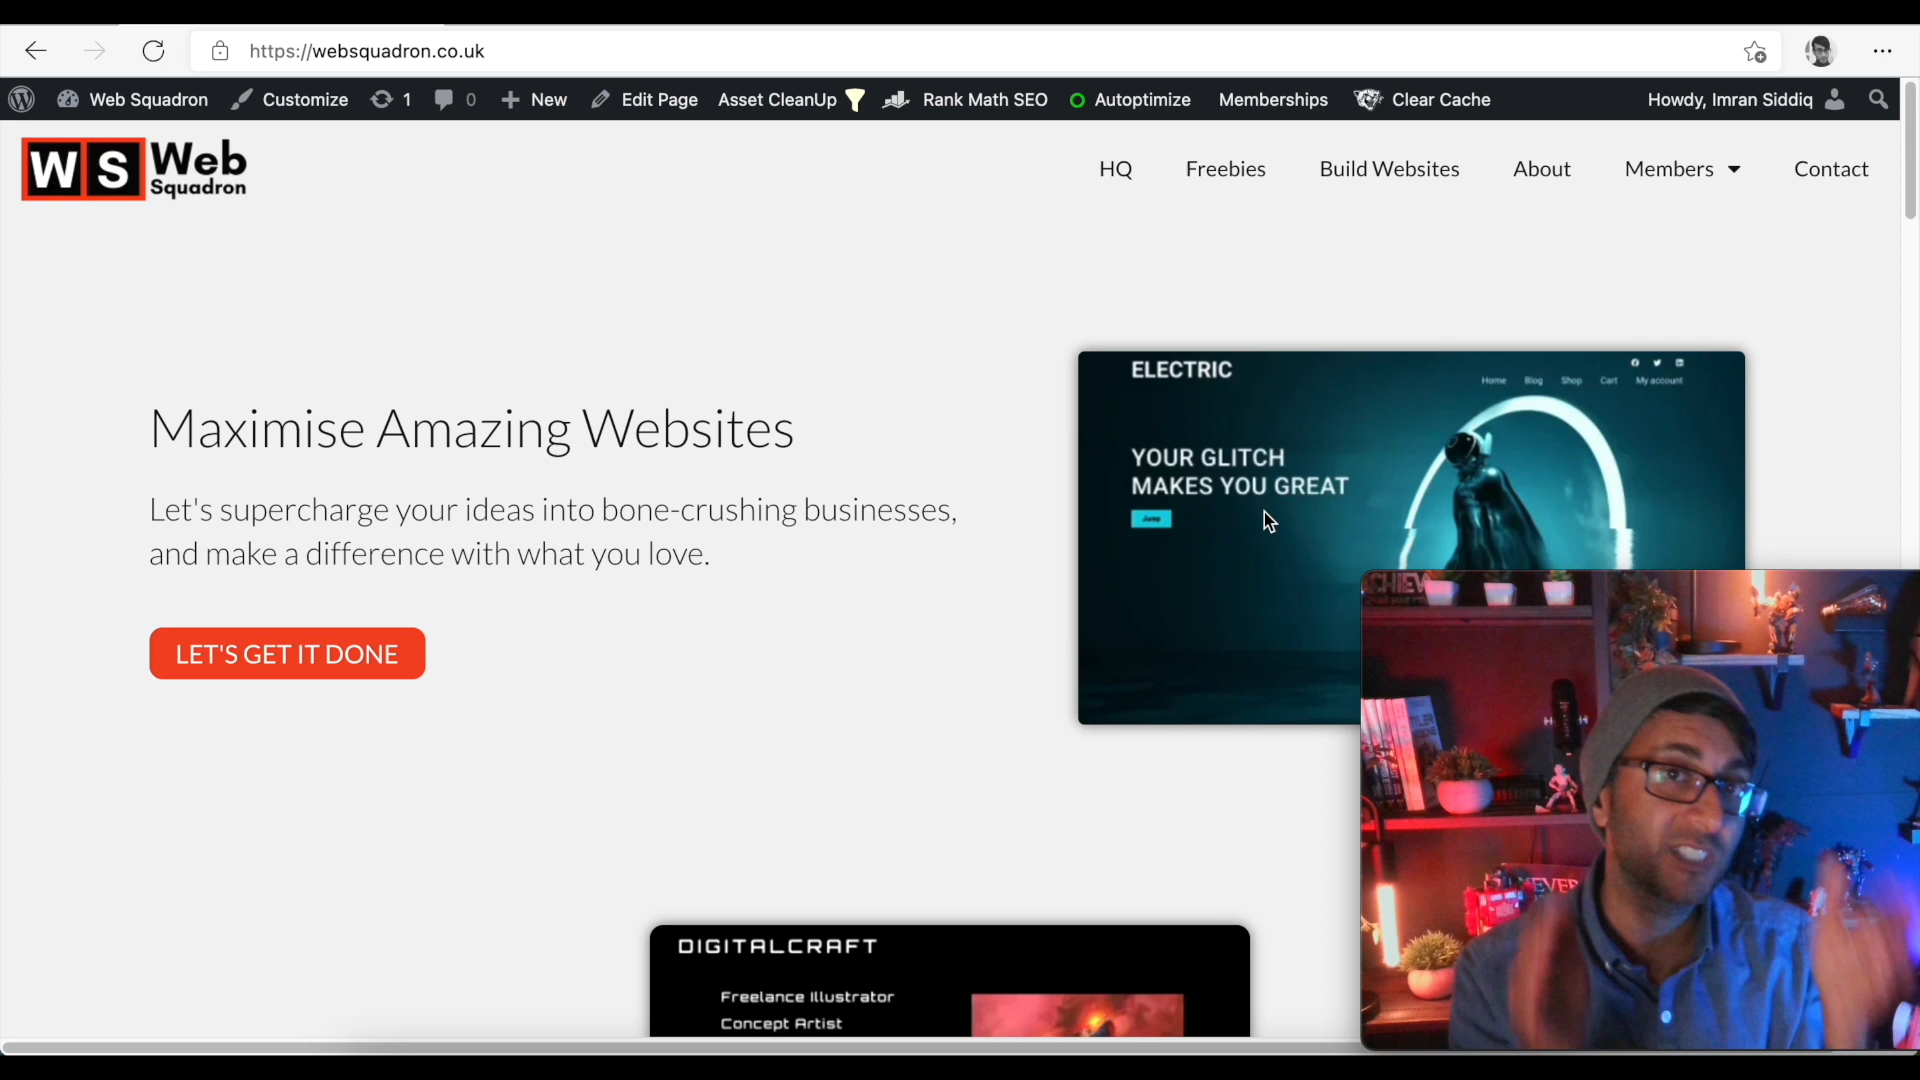 https://websquadron.co.uk
Web Squadron Customize 1 0 New Edit Page Asset CleanUp Rank Math SEO Autoptimize Memberships Clear Cache Howdy, Imran Siddiq
WS Web Squadron
HQ Freebies Build Websites About Members Contact
ELECTRIC
Home Blog Shop Cart My account
Maximise Amazing Websites
YOUR GLITCH
MAKES YOU GREAT
Jump
Let's supercharge your ideas into bone-crushing businesses,
and make a difference with what you love.
LET'S GET IT DONE
DIGITALCRAFT
Freelance Illustrator
Concept Artist